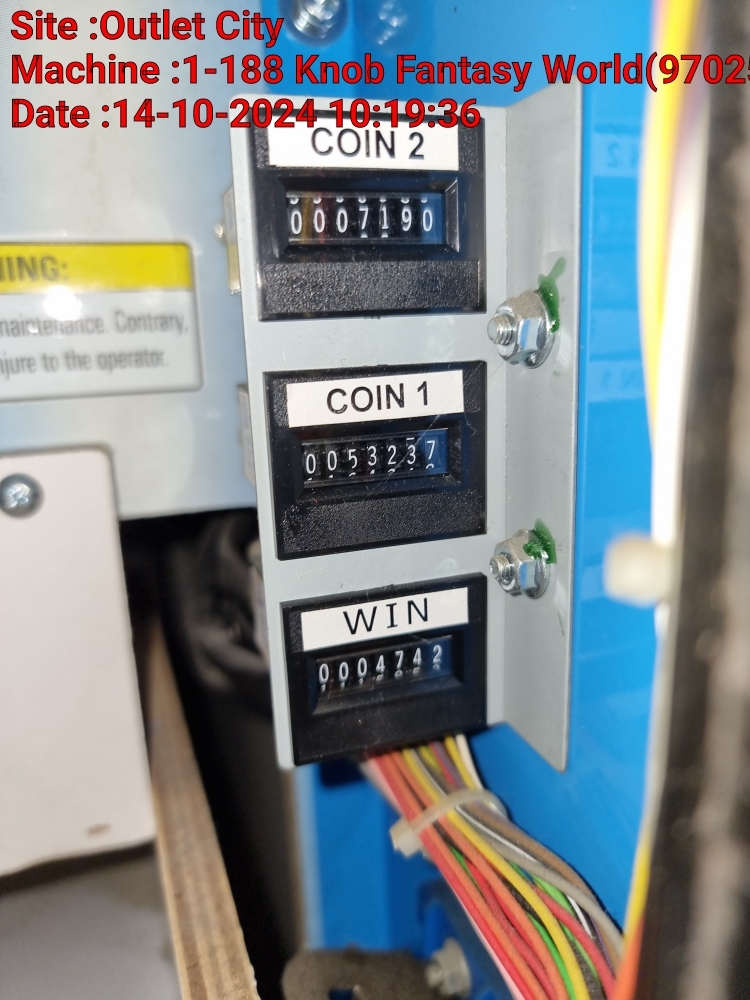 Site :Outlet City
Machine :1-188 Knob Fantasy World(97025
Date :14-10-2024 10:19:36
COIN 2
0007190
NING:
maintenance. Contrary,
njure to the operator.
COIN 1
0053237
WIN
0004742